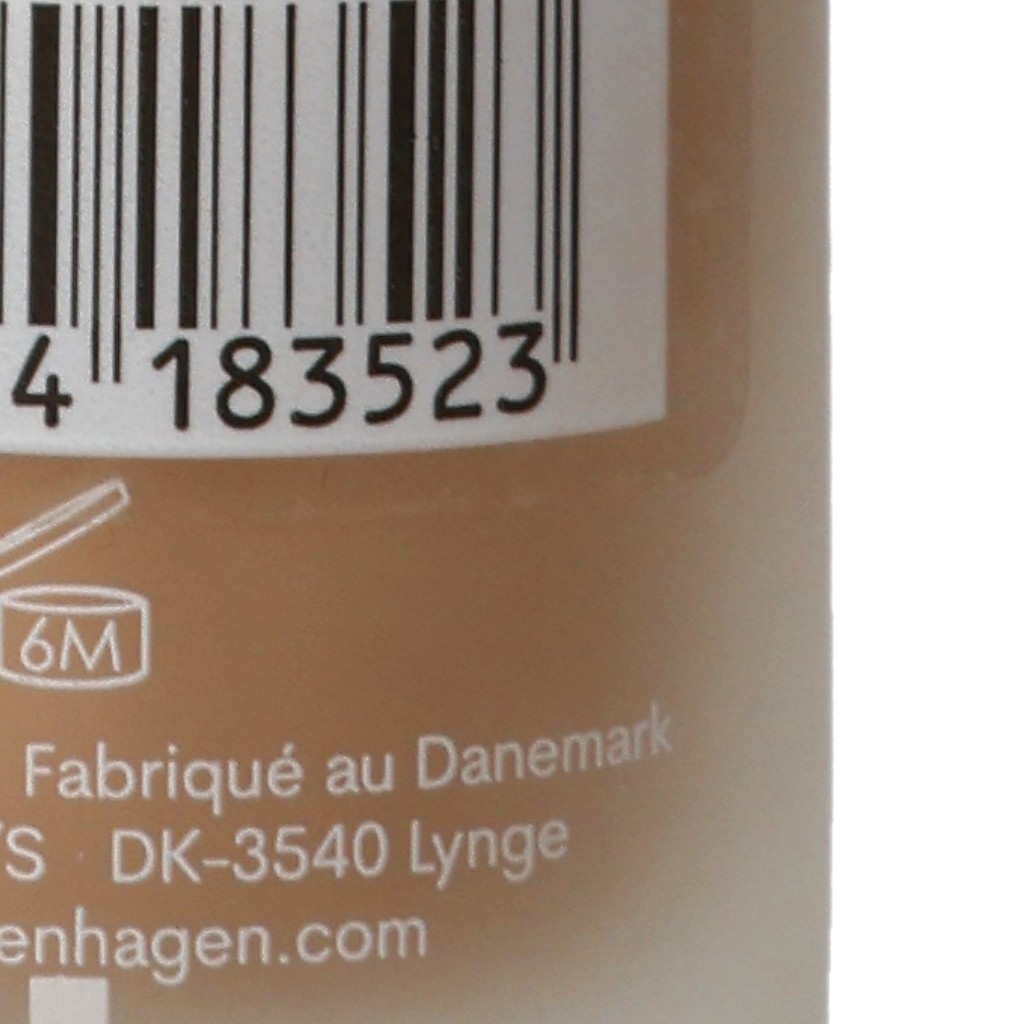 4 183523
6M
Fabriqué au Danemark
/S DK-3540 Lynge
enhagen.com